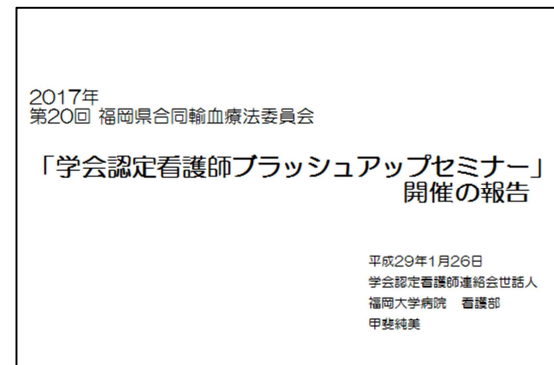 2017年
第20回 福岡県合同輸血療法委員会
「学会認定看護師ブラッシュアップセミナー」
開催の報告
平成29年1月26日
学会認定看護師連絡会世話人
福岡大学病院　看護部
甲斐純美